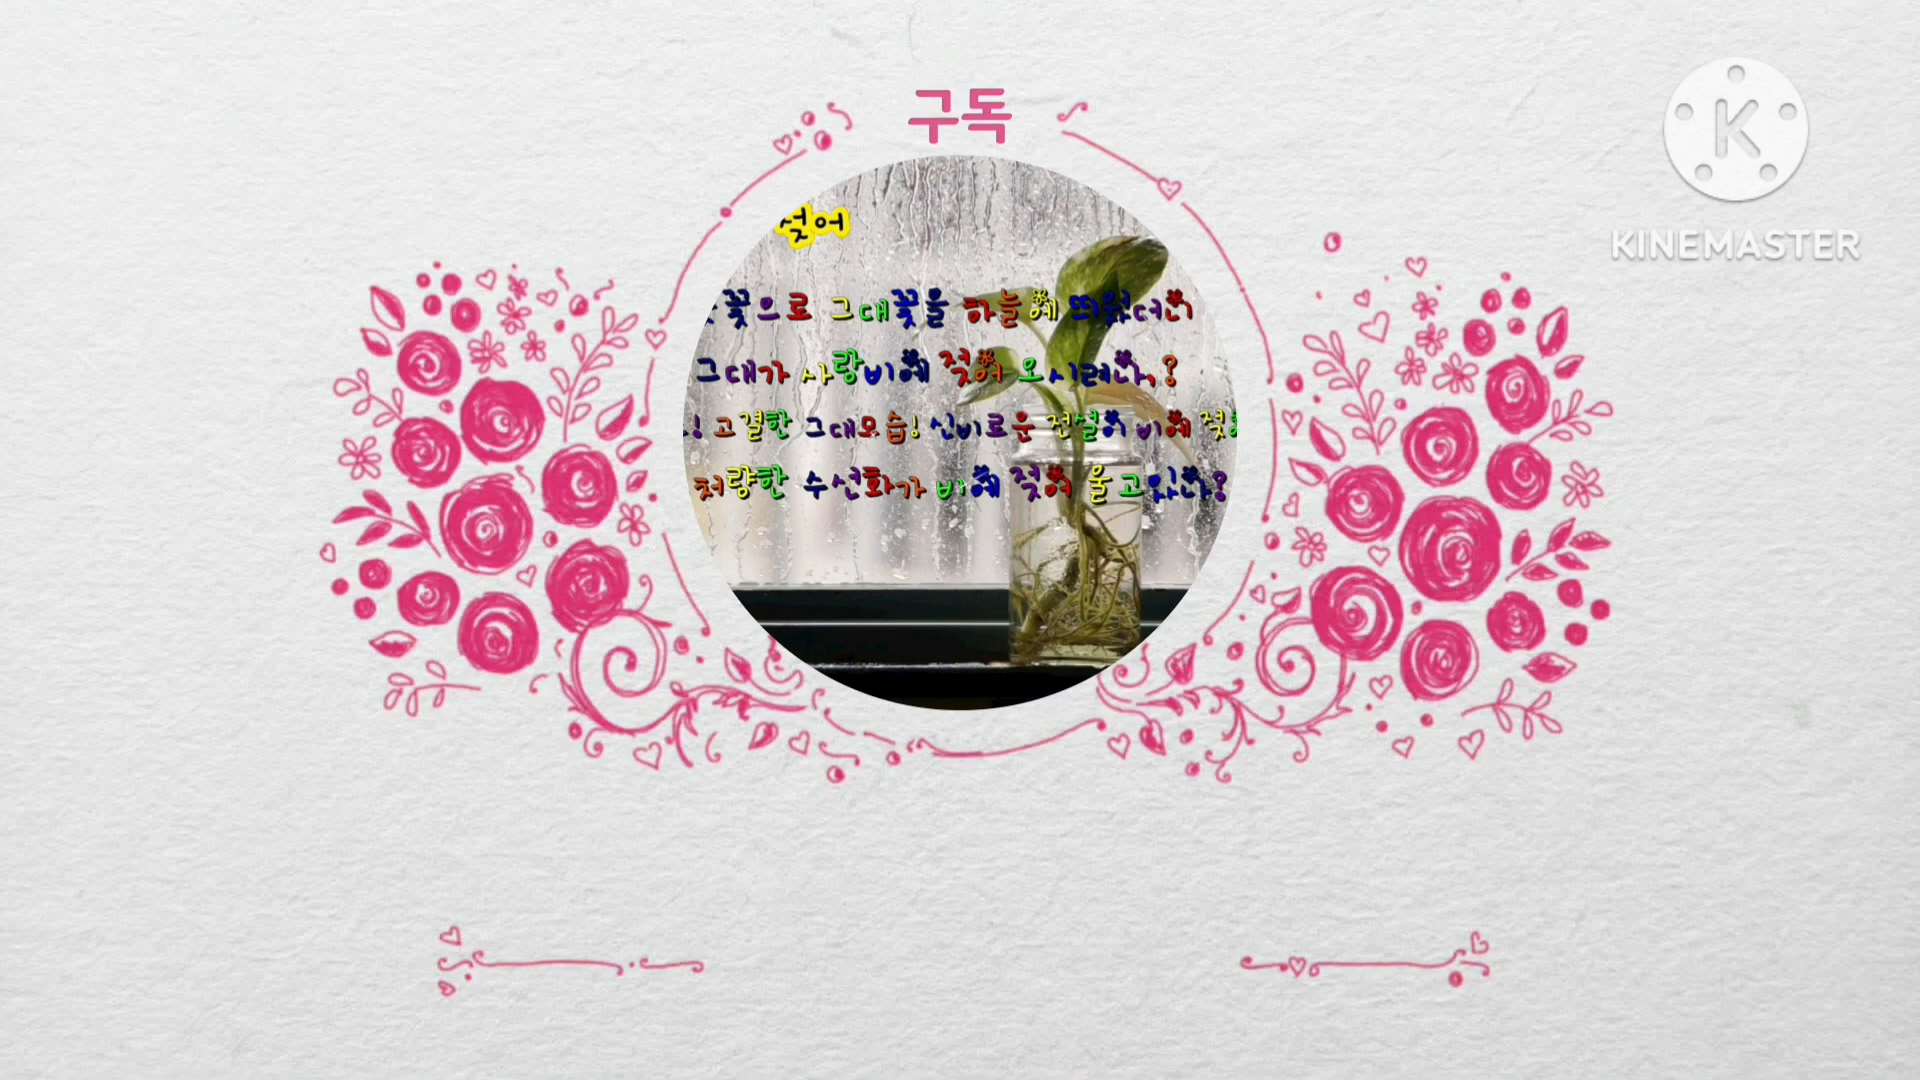 구독
KINEMASTER
설어
꽃으로 그대꽃을 하늘에 띄웠더니
그대가 사랑비에 젖어 오시려나,?
! 고결한 그대모습! 신비로운 전설이 비에 젖
처량한 수선화가 비에 젖어 울고있나?